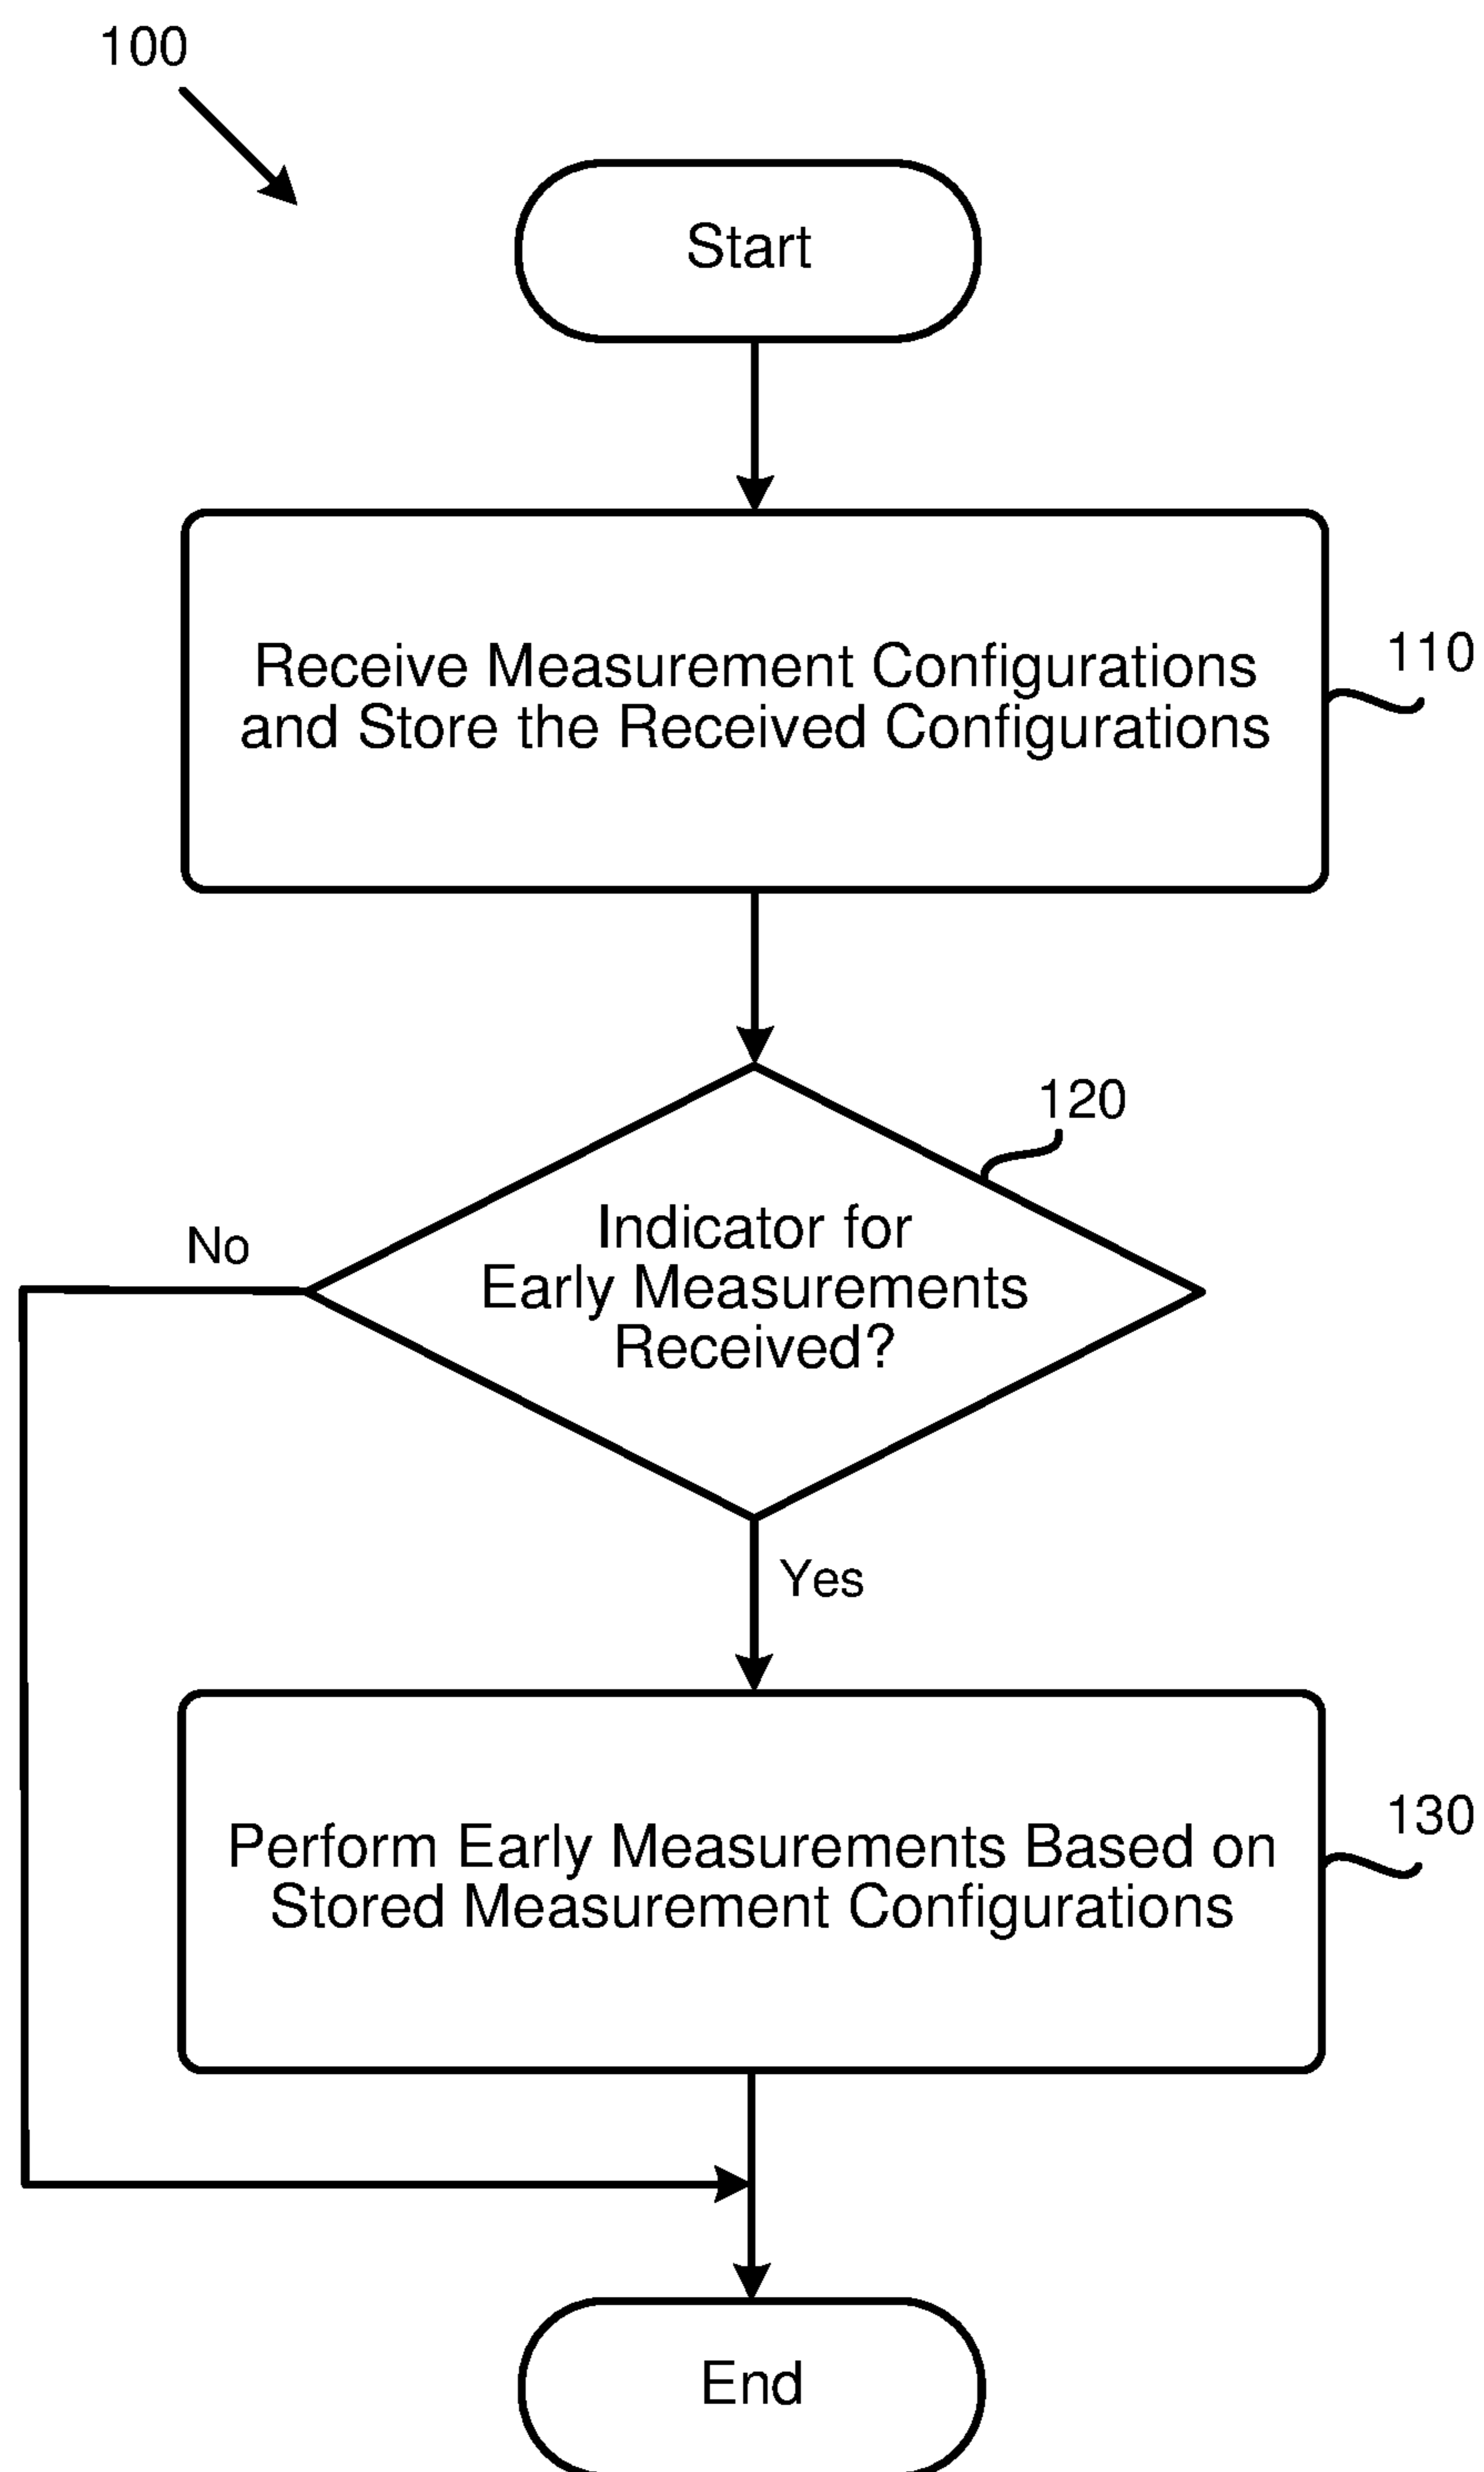 100
Start
Receive Measurement Configurations
and Store the Received Configurations
110
120
Indicator for
Early Measurements
Received?
No
Yes
Perform Early Measurements Based on
Stored Measurement Configurations
130
End